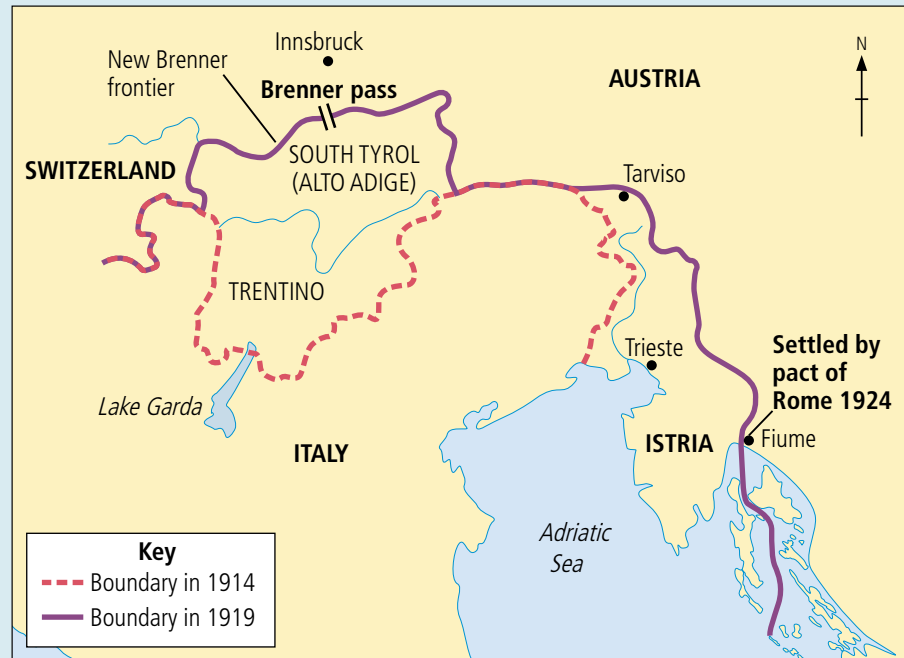 Innsbruck
New Brenner
frontier
Brenner pass
AUSTRIA
N
SWITZERLAND
SOUTH TYROL
(ALTO ADIGE)
Tarviso
TRENTINO
Trieste
Settled by
pact of
Rome 1924
Lake Garda
ITALY
ISTRIA
Fiume
Adriatic
Sea
Key
Boundary in 1914
Boundary in 1919